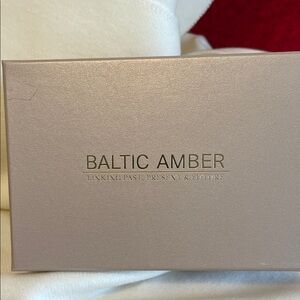 BALTIC AMBER
LINKING PAST, PRESENT & FUTURE